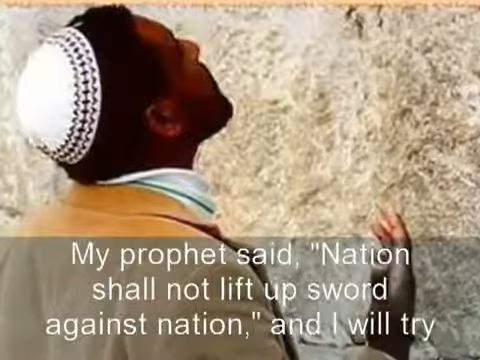 My prophet said, "Nation
shall not lift up sword
against nation," and I will try